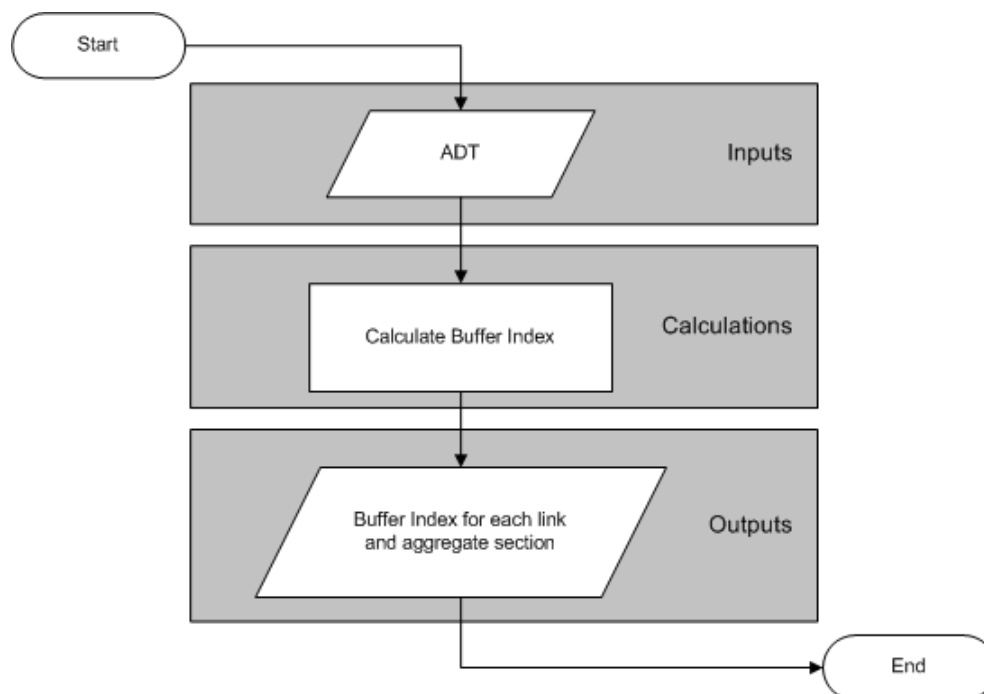 Start
ADT
Inputs
Calculate Buffer Index
Calculations
Buffer Index for each link
and aggregate section
Outputs
End